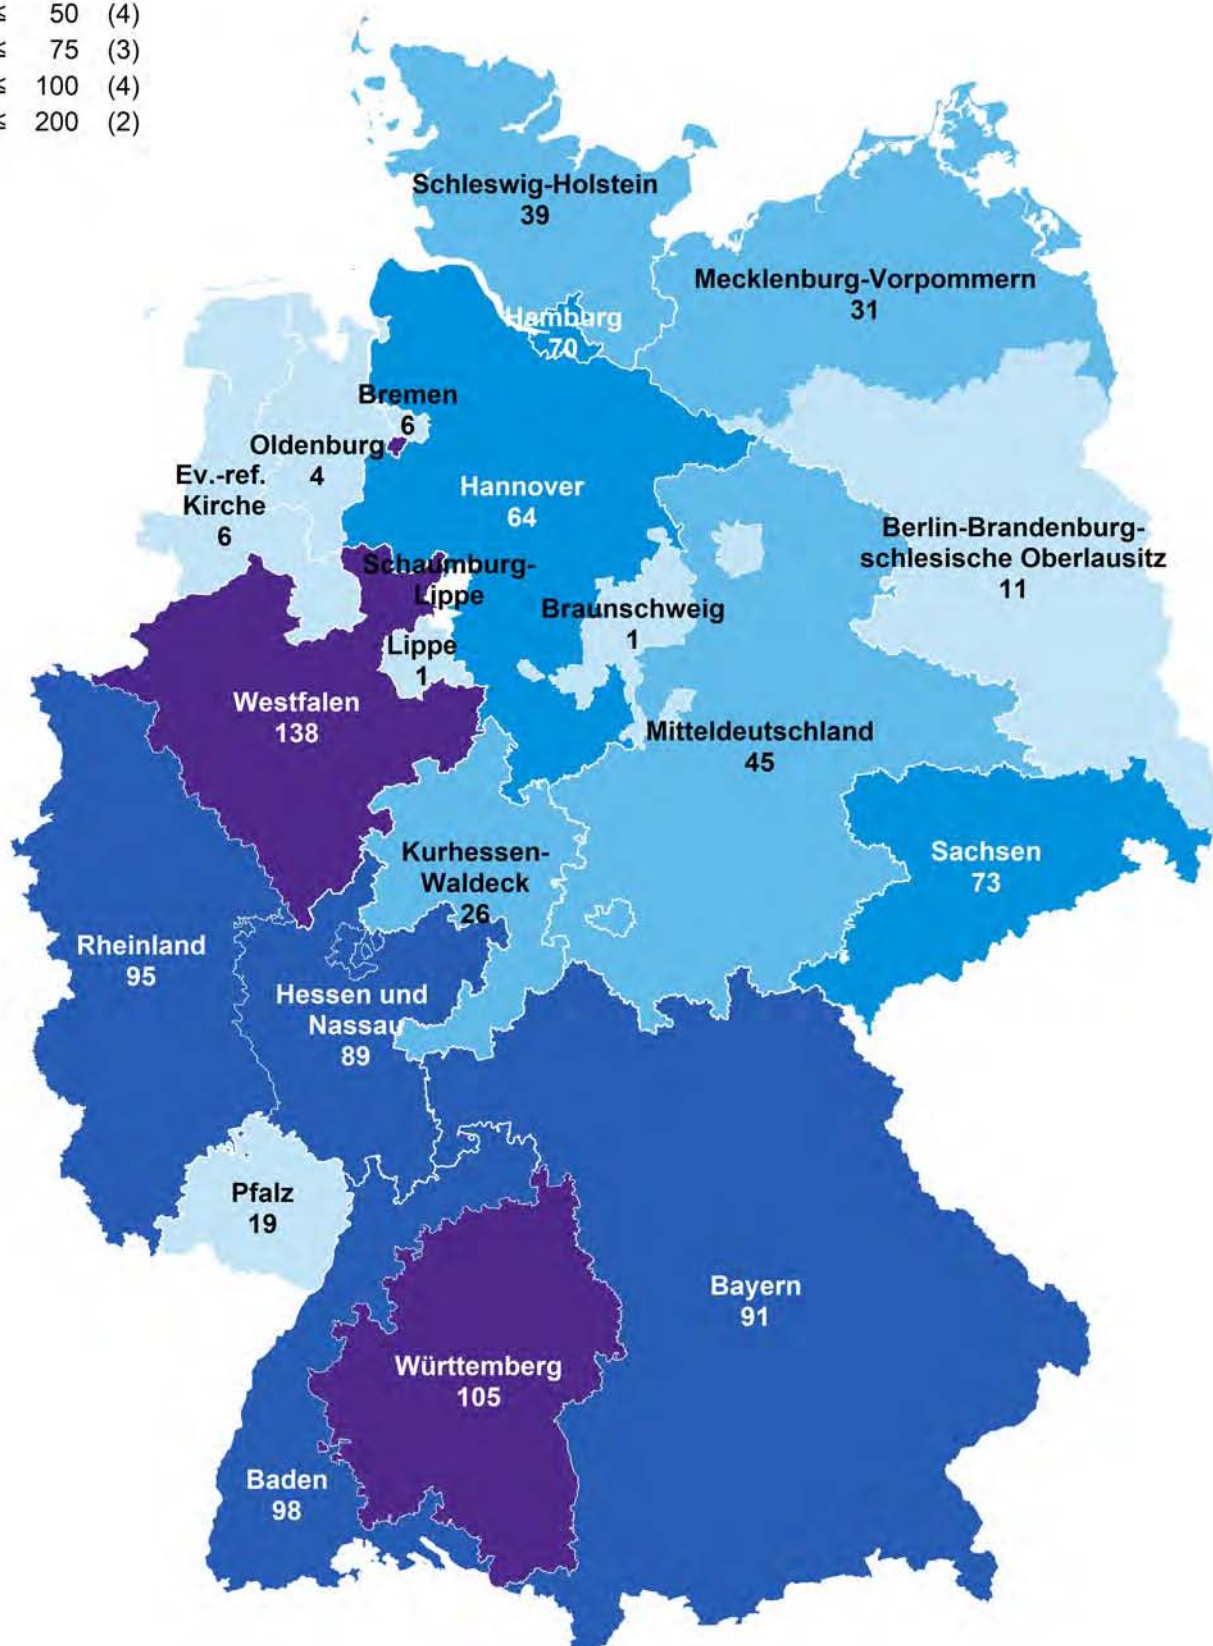 ≤ 50 (4)
≤ 75 (3)
≤ 100 (4)
≤ 200 (2)
Schleswig-Holstein
39
Mecklenburg-Vorpommern
31
Hamburg
70
Bremen
6
Oldenburg
4
Ev.-ref.
Kirche
6
Hannover
64
Berlin-Brandenburg-
schlesische Oberlausitz
11
Schaumburg-
Lippe
Braunschweig
1
Lippe
1
Westfalen
138
Mitteldeutschland
45
Kurhessen-
Waldeck
26
Sachsen
73
Rheinland
95
Hessen und
Nassau
89
Pfalz
19
Bayern
91
Württemberg
105
Baden
98